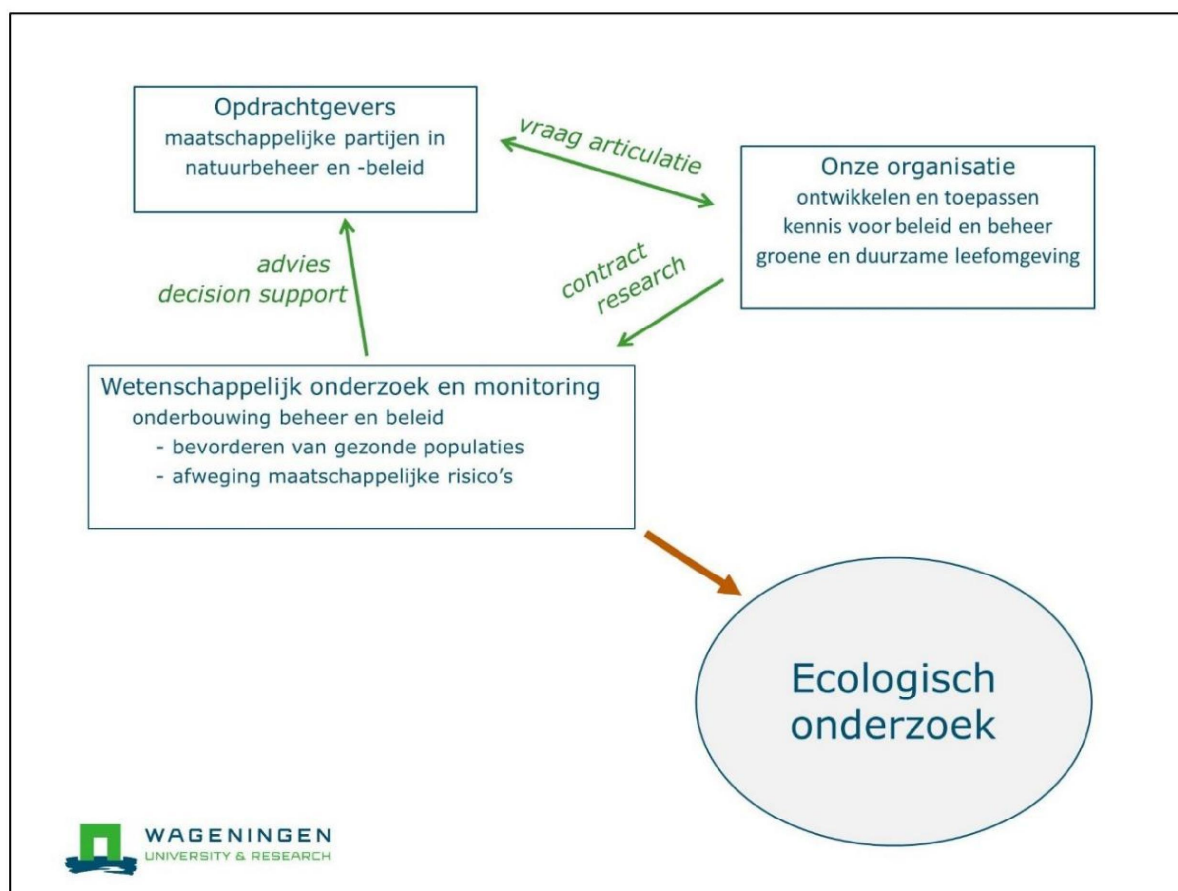 Opdrachtgevers
maatschappelijke partijen in
natuurbeheer en -beleid
vraag articulatie
Onze organisatie
ontwikkelen en toepassen
kennis voor beleid en beheer
groene en duurzame leefomgeving
advies
decision support
contract
research
Wetenschappelijk onderzoek en monitoring
onderbouwing beheer en beleid
- bevorderen van gezonde populaties
- afweging maatschappelijke risico's
Ecologisch
onderzoek
WAGENINGEN
UNIVERSITY & RESEARCH